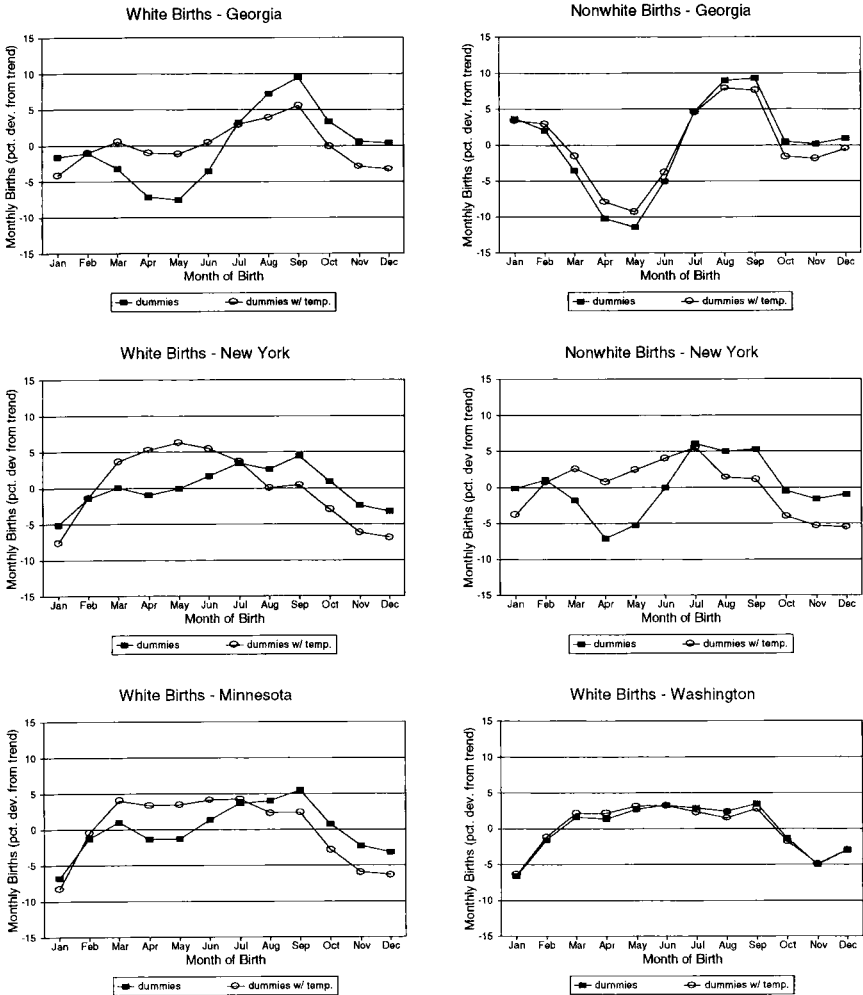 White Births - Georgia
Monthly Births (pct. dev. from trend)
15
10
5
0
-5
-10
-15
Jan Feb Mar Apr May Jun Jul Aug Sep Oct Nov Dec
Month of Birth
dummies dummies w/ temp.
Nonwhite Births - Georgia
Monthly Births (pct. dev. from trend)
15
10
5
0
-5
-10
-15
Jan Feb Mar Apr May Jun Jul Aug Sep Oct Nov Dec
Month of Birth
dummies dummies w/ temp.
White Births - New York
Monthly Births (pct. dev from trend)
15
10
5
0
-5
-10
-15
Jan Feb Mar Apr May Jun Jul Aug Sep Oct Nov Dec
Month of Birth
dummies dummies w/ temp.
Nonwhite Births - New York
Monthly Births (pct. dev. from trend)
15
10
5
0
-5
-10
-15
Jan Feb Mar Apr May Jun Jul Aug Sep Oct Nov Dec
Month of Birth
dummies dummies w/ temp.
White Births - Minnesota
Monthly Births (pct. dev. from trend)
15
10
5
0
-5
-10
-15
Jan Feb Mar Apr May Jun Jul Aug Sep Oct Nov Dec
Month of Birth
dummies dummies w/ temp.
White Births - Washington
Monthly Births (pct. dev. from trend)
15
10
5
0
-5
-10
-15
Jan Feb Mar Apr May Jun Jul Aug Sep Oct Nov Dec
Month of Birth
dummies dummies w/ temp.